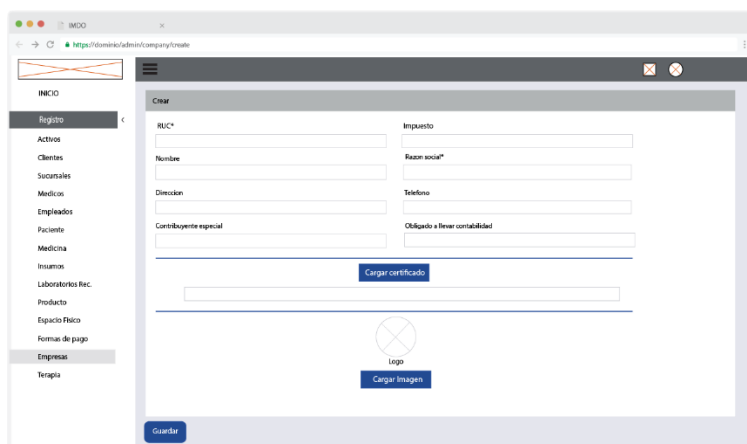 IMDO
https://dominio/admin/company/create
INICIO
Registro
Activos
Clientes
Sucursales
Medicos
Empleados
Paciente
Medicina
Insumos
Laboratorios Rec.
Producto
Espacio Fisico
Formas de pago
Empresas
Terapia
Crear
RUC* Impuesto
Nombre Razon social*
Direccion Telefono
Contribuyente especial Obligado a llevar contabilidad
Cargar certificado
Logo
Cargar Imagen
Guardar